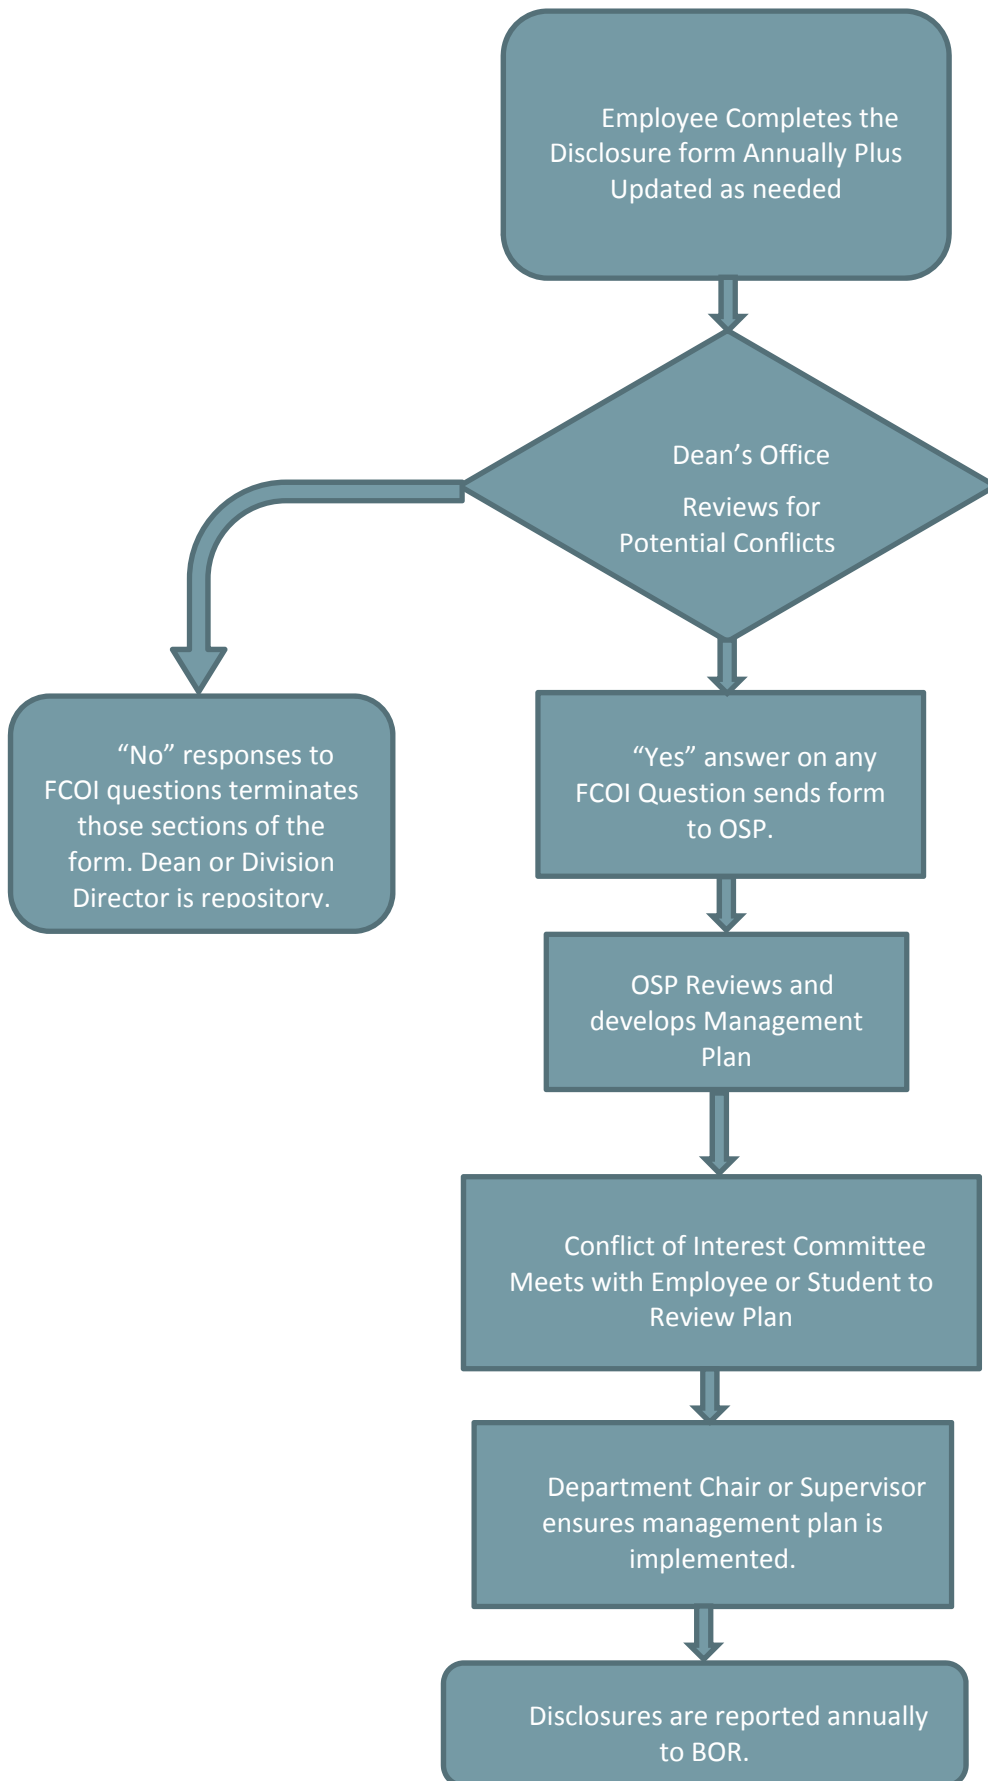 Employee Completes the
Disclosure form Annually Plus
Updated as needed
Dean’s Office
Reviews for
Potential Conflicts
“No” responses to
FCOI questions terminates
those sections of the
form. Dean or Division
Director is repository.
“Yes” answer on any
FCOI Question sends form
to OSP.
OSP Reviews and
develops Management
Plan
Conflict of Interest Committee
Meets with Employee or Student to
Review Plan
Department Chair or Supervisor
ensures management plan is
implemented.
Disclosures are reported annually
to BOR.